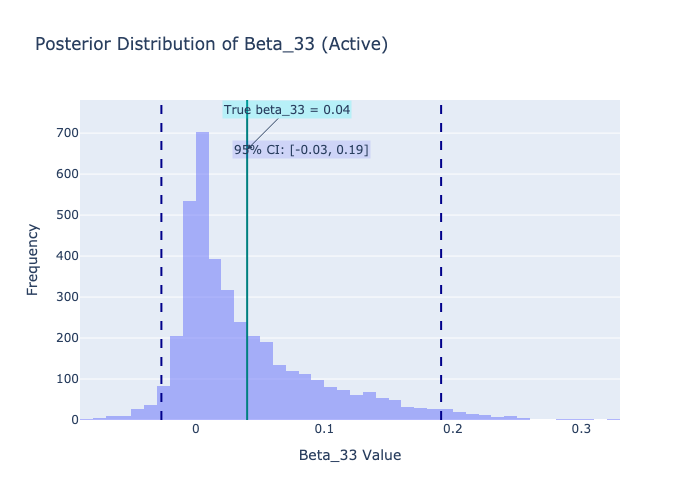 Posterior Distribution of Beta_33 (Active)
True beta_33 = 0.04
95% CI: [-0.03, 0.19]
700
600
500
400
300
200
100
0
Frequency
0
0.1
0.2
0.3
Beta_33 Value